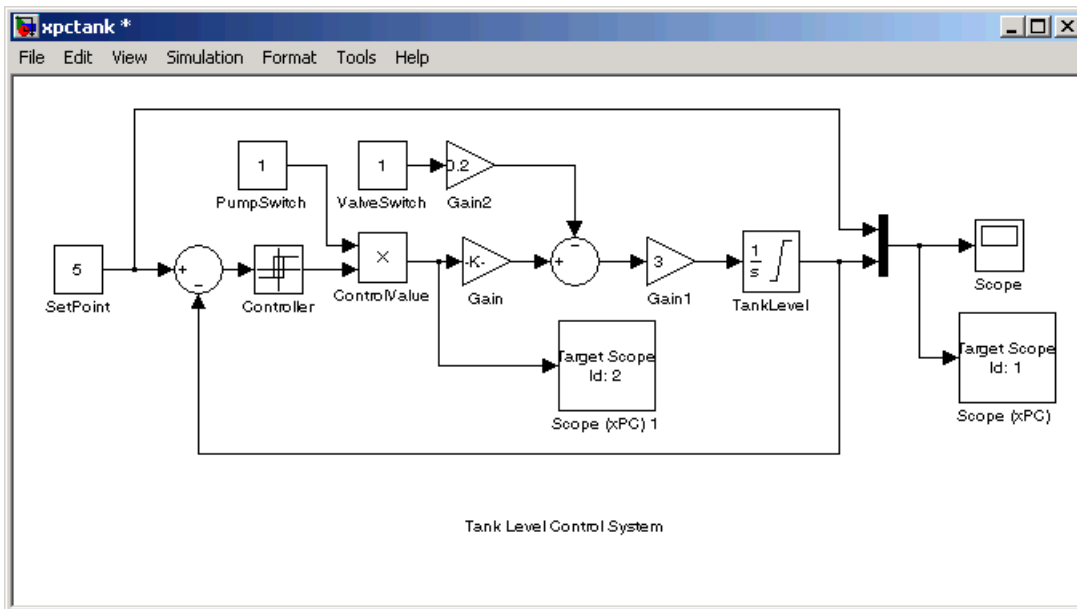 xpctank *
File Edit View Simulation Format Tools Help
1
PumpSwitch
1
ValveSwitch
0.2
Gain2
5
SetPoint
+
−
Controller
×
ControlValue
-K-
Gain
−
+
3
Gain1
1
s
TankLevel
Scope
Target Scope
Id: 2
Scope (xPC) 1
Target Scope
Id: 1
Scope (xPC)
Tank Level Control System